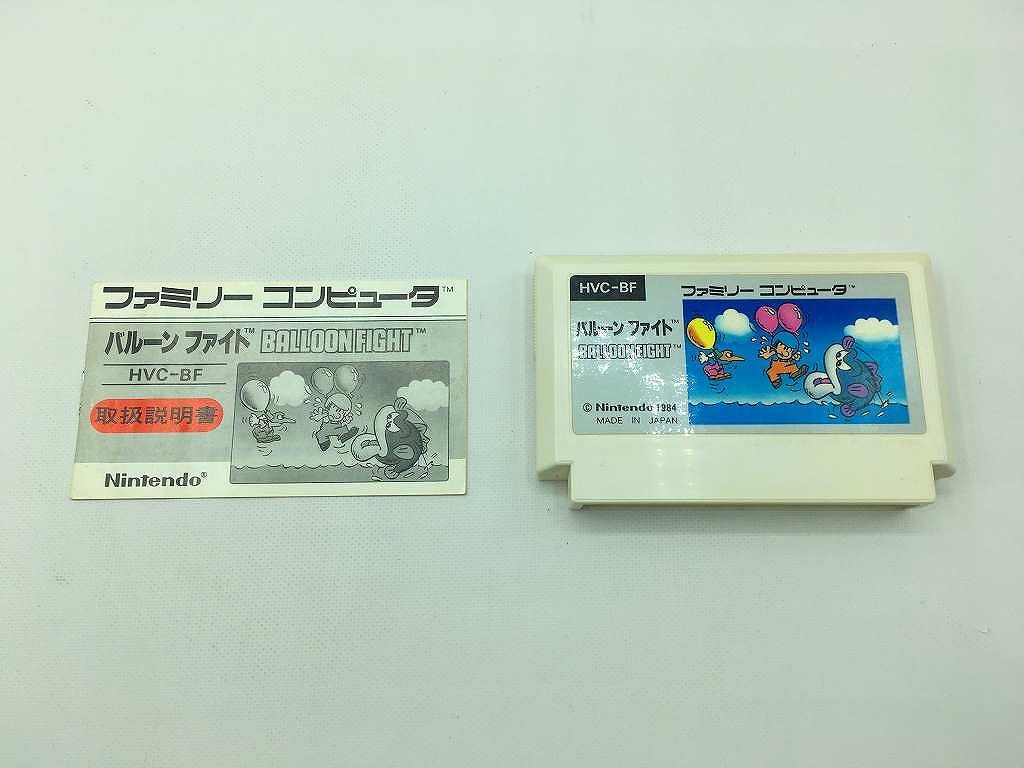 ファミリー コンピュータ™
バルーン ファイト™ BALLOON FIGHT™
HVC-BF
取扱説明書
Nintendo®
HVC-BF
ファミリー コンピュータ™
バルーン ファイト™
BALLOON FIGHT™
© Nintendo 1984
MADE IN JAPAN